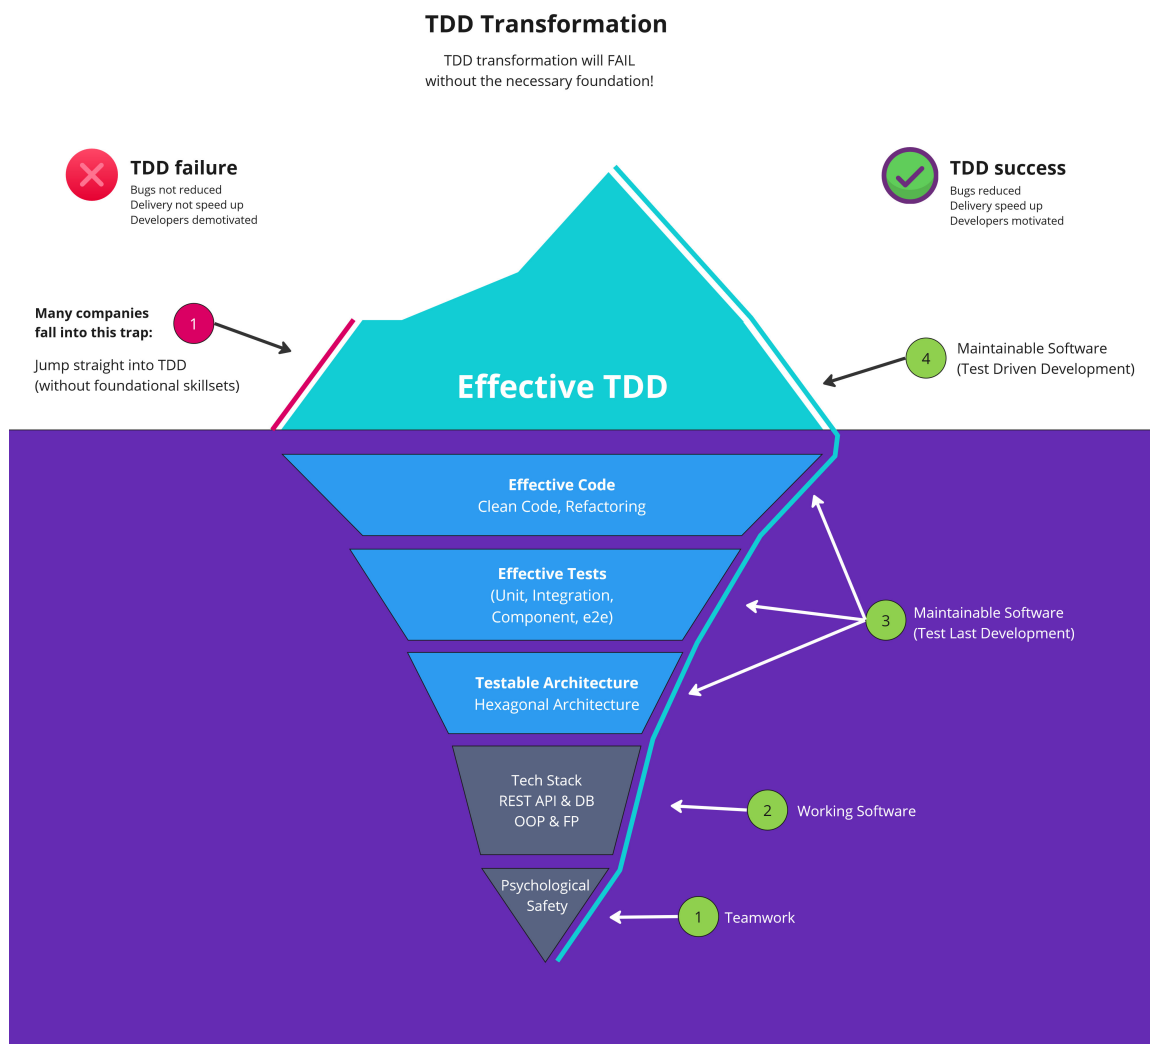 TDD Transformation
TDD transformation will FAIL
without the necessary foundation!
TDD failure
Bugs not reduced
Delivery not speed up
Developers demotivated
TDD success
Bugs reduced
Delivery speed up
Developers motivated
Many companies
fall into this trap:
1
Jump straight into TDD
(without foundational skillsets)
Effective TDD
4
Maintainable Software
(Test Driven Development)
Effective Code
Clean Code, Refactoring
Effective Tests
(Unit, Integration,
Component, e2e)
3
Maintainable Software
(Test Last Development)
Testable Architecture
Hexagonal Architecture
Tech Stack
REST API & DB
OOP & FP
2
Working Software
Psychological
Safety
1
Teamwork